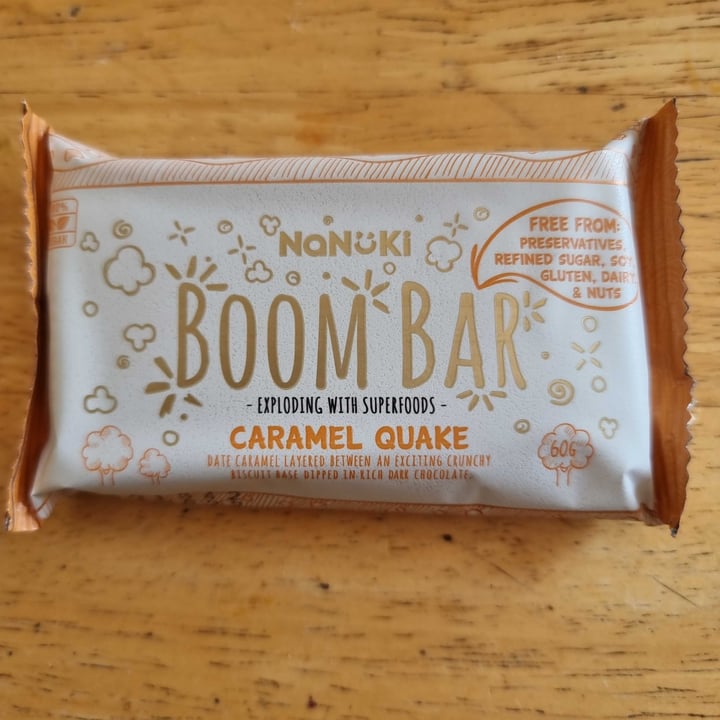 NaNüKi
FREE FROM:
PRESERVATIVES,
REFINED SUGAR, SOY
GLUTEN, DAIRY
& NUTS
BOOM BAR
- EXPLODING WITH SUPERFOODS -
CARAMEL QUAKE
DATE CARAMEL LAYERED BETWEEN AN EXCITING CRUNCHY
BISCUIT BASE DIPPED IN RICH DARK CHOCOLATE.
60G